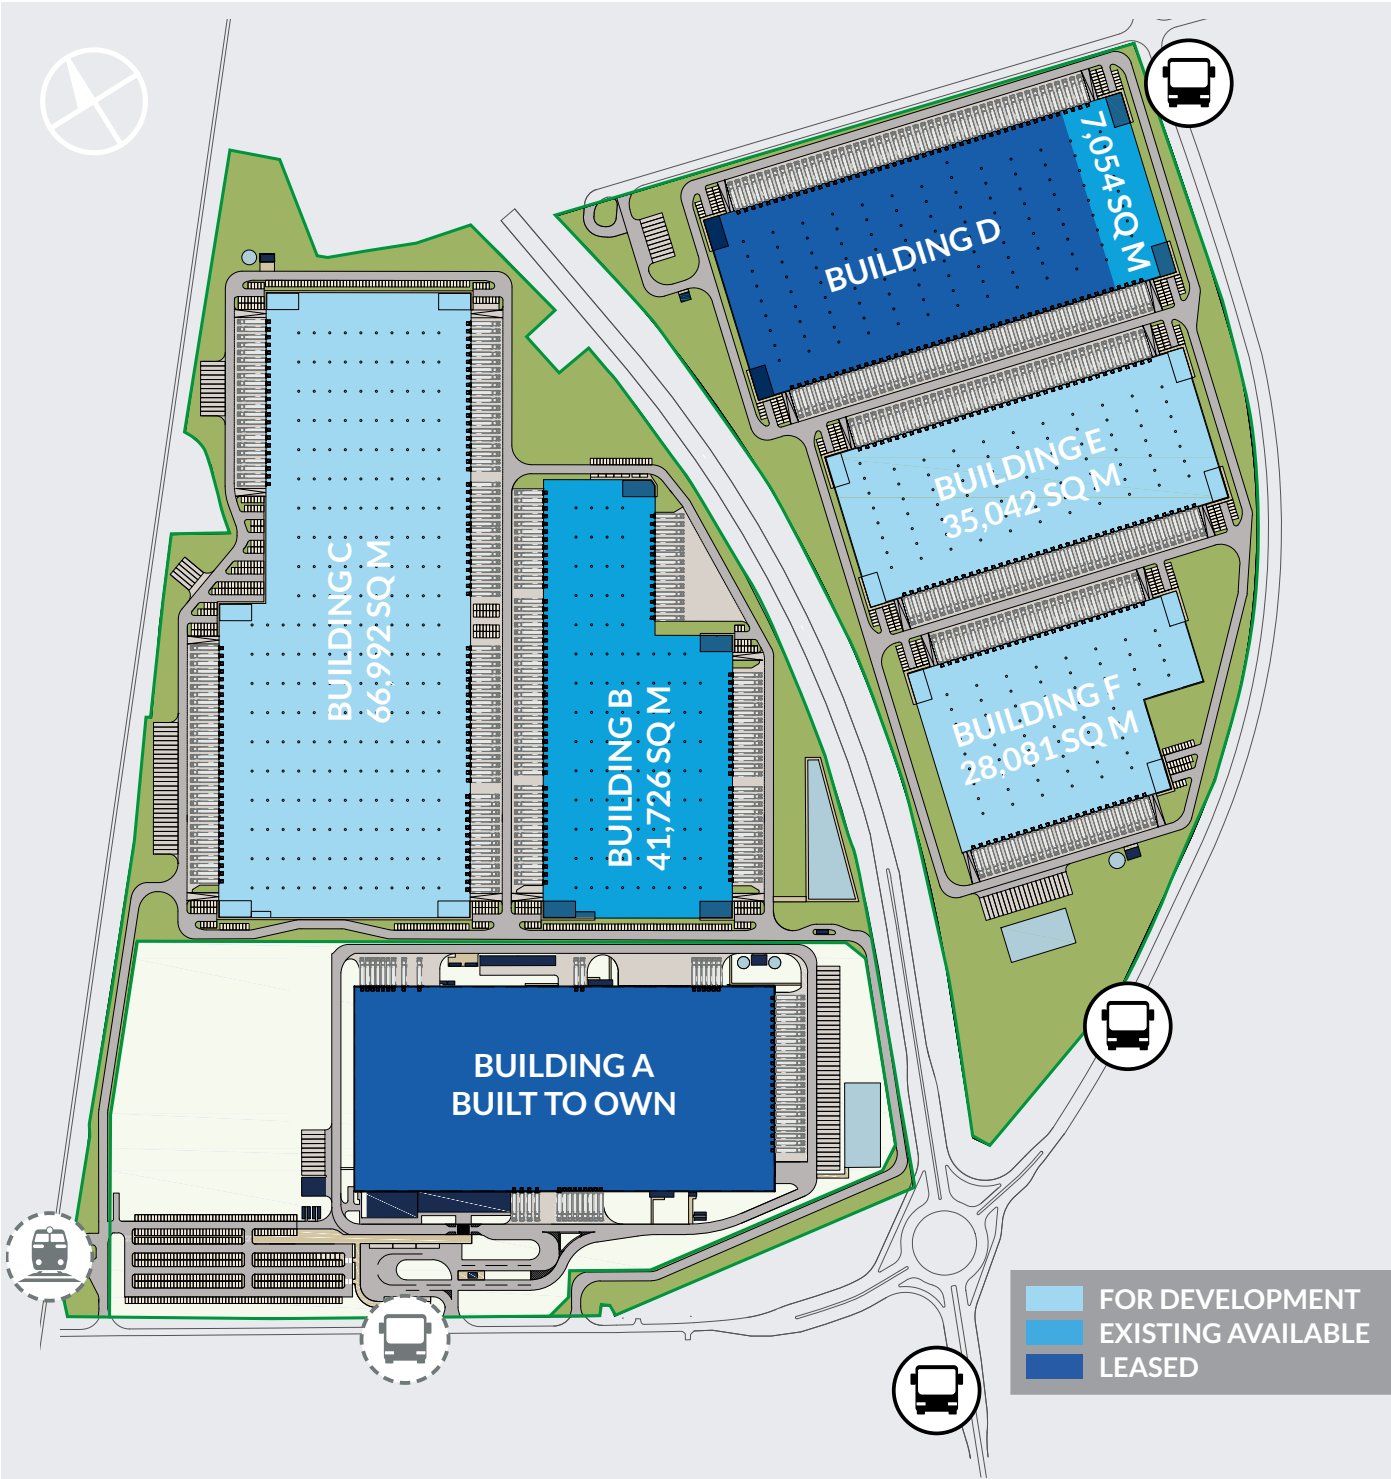 7,054 SQ M
BUILDING D
BUILDING E
35,042 SQ M
BUILDING C
66,992 SQ M
BUILDING B
41,726 SQ M
BUILDING F
28,081 SQ M
BUILDING A
BUILT TO OWN
FOR DEVELOPMENT
EXISTING AVAILABLE
LEASED